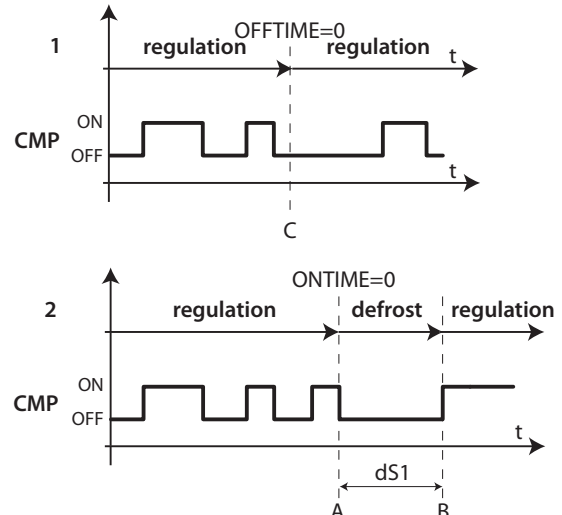 OFFTIME=0
1 regulation regulation
t
ON
CMP
OFF
t
C
ONTIME=0
2 regulation defrost regulation
ON
CMP
OFF
t
dS1
A B